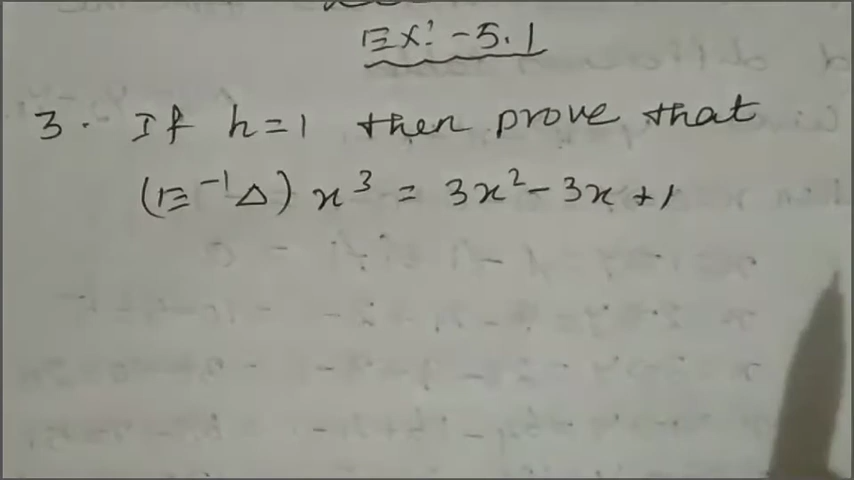 Ex:-5.1
3. If h=1 then prove that
(E⁻¹Δ) x³ = 3x²-3x+1